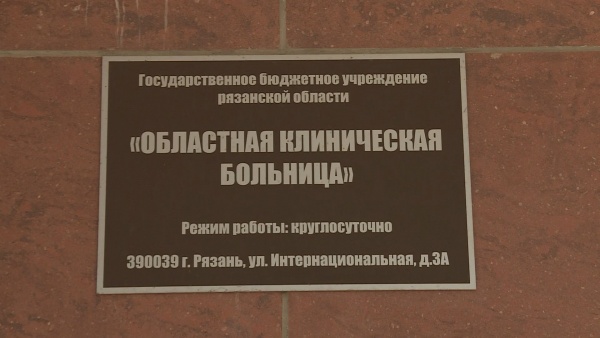 Государственное бюджетное учреждение
рязанской области
«ОБЛАСТНАЯ КЛИНИЧЕСКАЯ
БОЛЬНИЦА»
Режим работы: круглосуточно
390039 г. Рязань, ул. Интернациональная, д.3А